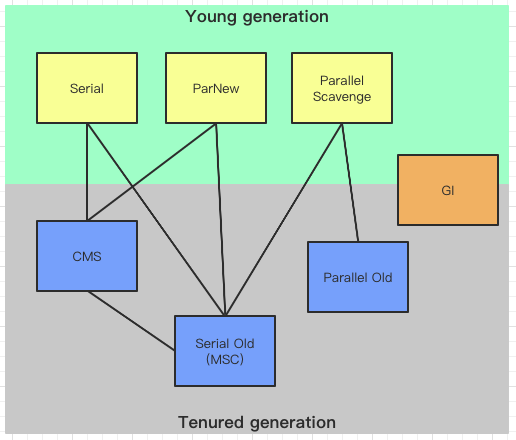 Young generation
Serial
ParNew
Parallel
Scavenge
GI
CMS
Parallel Old
Serial Old
(MSC)
Tenured generation